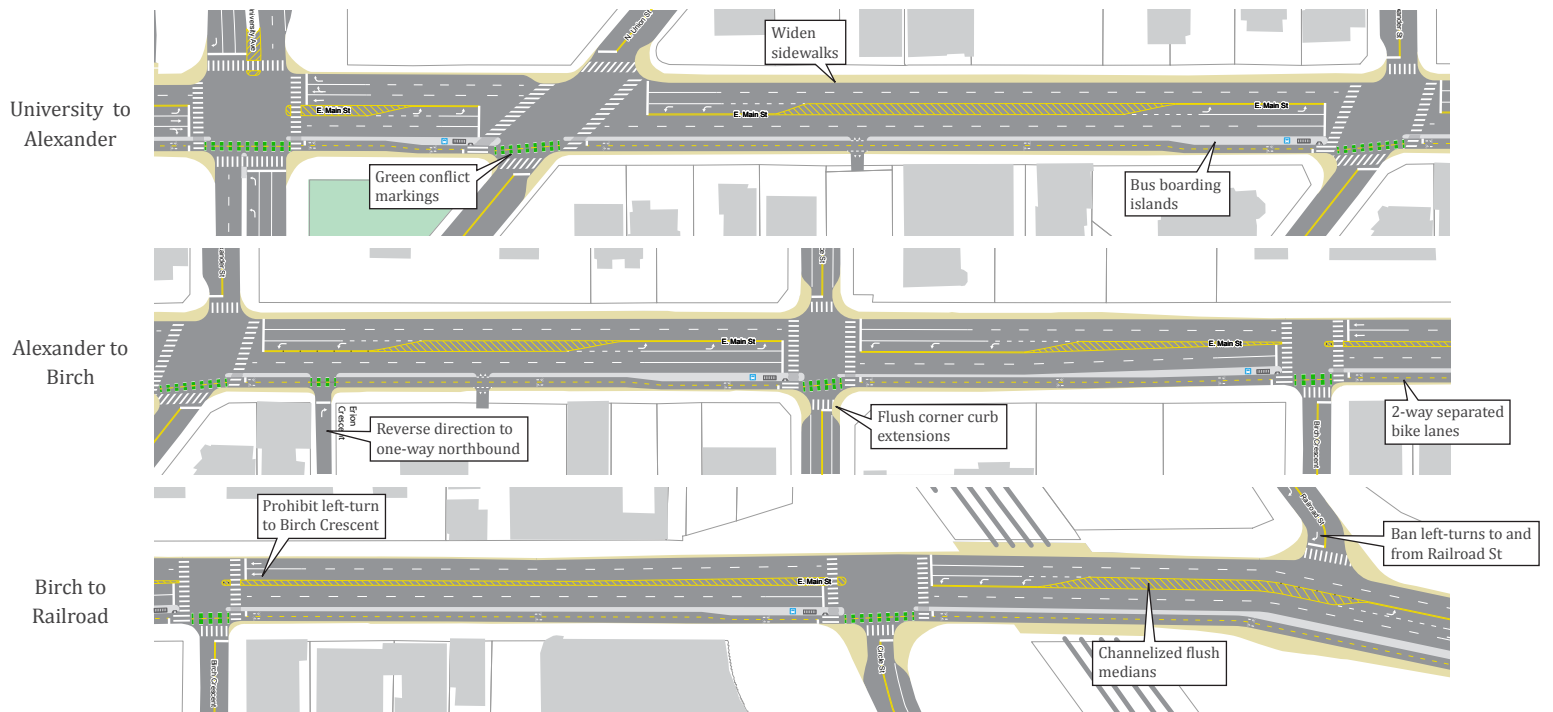 University to
Alexander
N. Union St
E. Main St
E. Main St
Widen
sidewalks
Green conflict
markings
Bus boarding
islands
Alexander to
Birch
E. Main St
E. Main St
Erion
Crescent
Birch Crescent
Reverse direction to
one-way northbound
Flush corner curb
extensions
2-way separated
bike lanes
Birch to
Railroad
Prohibit left-turn
to Birch Crescent
E. Main St
Railroad St
Ban left-turns to and
from Railroad St
Birch Crescent
Circle St
Channelized flush
medians